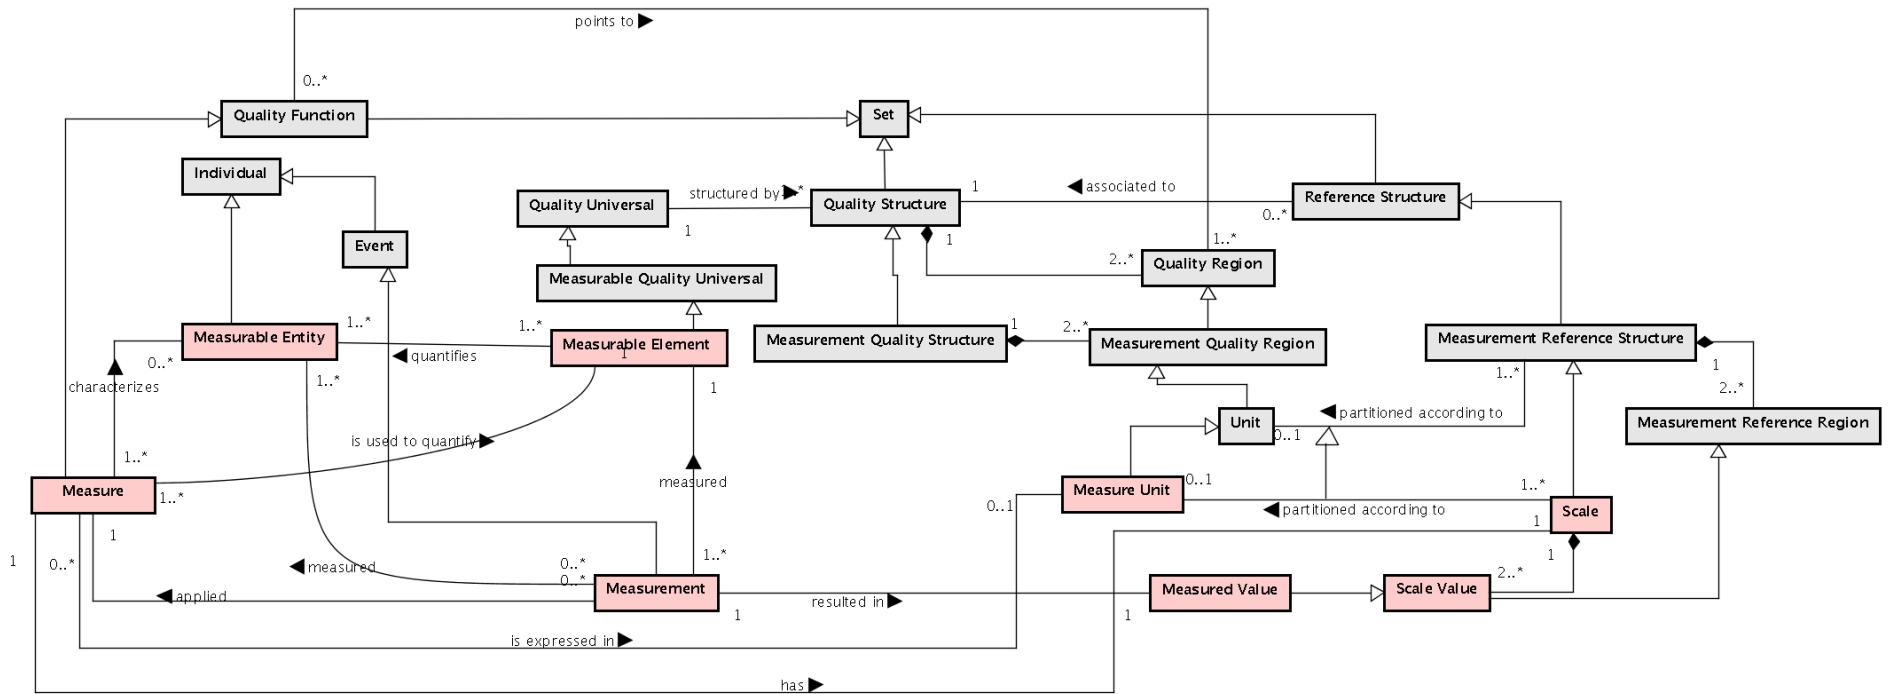 points to
0..*
Quality Function
Set
Individual
structured by
Quality Universal
Quality Structure
1
associated to
Reference Structure
0..*
1
1
Event
1..*
2..*
Quality Region
Measurable Quality Universal
Measurable Entity
1..*
1..*
Measurable Element
1
quantifies
0..*
1..*
1
characterizes
Measurement Quality Structure
1
2..*
Measurement Quality Region
Measurement Reference Structure
1
1..*
2..*
partitioned according to
Unit
0..1
Measurement Reference Region
is used to quantify
1..*
Measure
1..*
measured
Measure Unit
0..1
0..1
1..*
partitioned according to
1
Scale
1
1
1
0..*
measured
0..*
0..*
1..*
Measurement
applied
1
resulted in
1
Measured Value
Scale Value
2..*
is expressed in
has